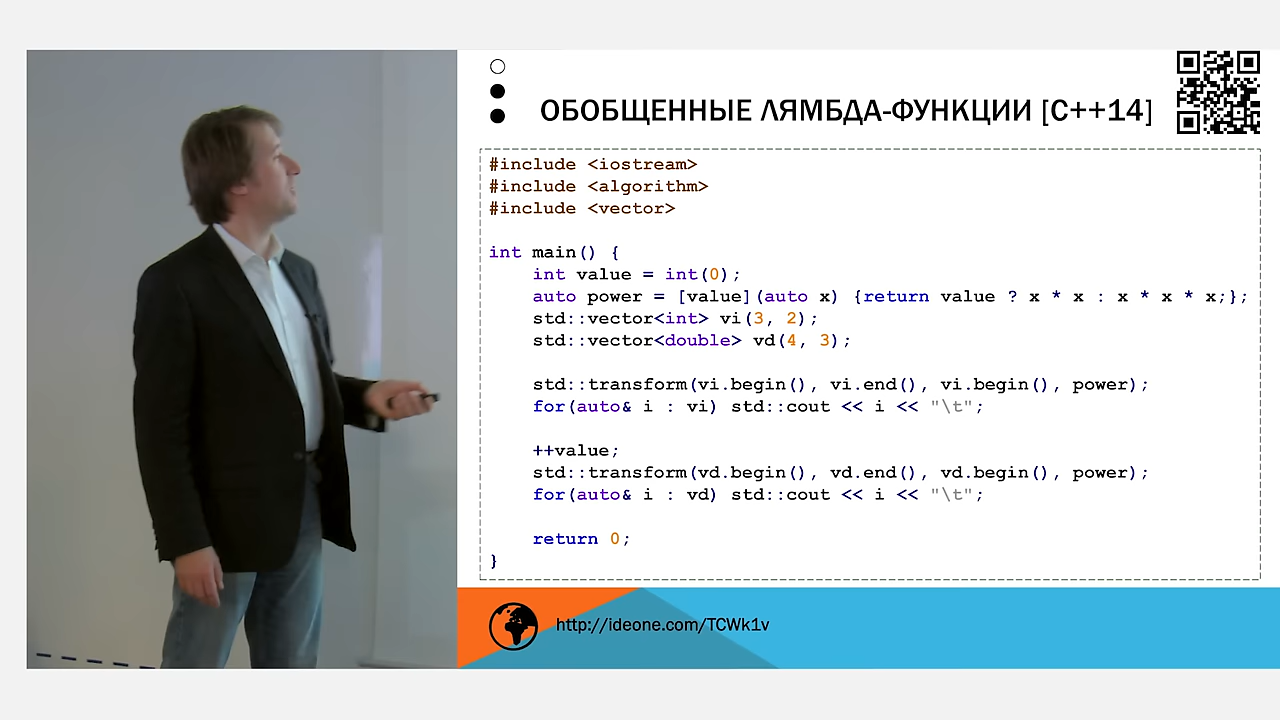 ОБОБЩЕННЫЕ ЛЯМБДА-ФУНКЦИИ [C++14]
#include <iostream>
#include <algorithm>
#include <vector>
int main() {
int value = int(0);
auto power = [value](auto x) {return value ? x * x : x * x * x;};
std::vector<int> vi(3, 2);
std::vector<double> vd(4, 3);
std::transform(vi.begin(), vi.end(), vi.begin(), power);
for(auto& i : vi) std::cout << i << "\t";
++value;
std::transform(vd.begin(), vd.end(), vd.begin(), power);
for(auto& i : vd) std::cout << i << "\t";
return 0;
}
http://ideone.com/TCWk1v